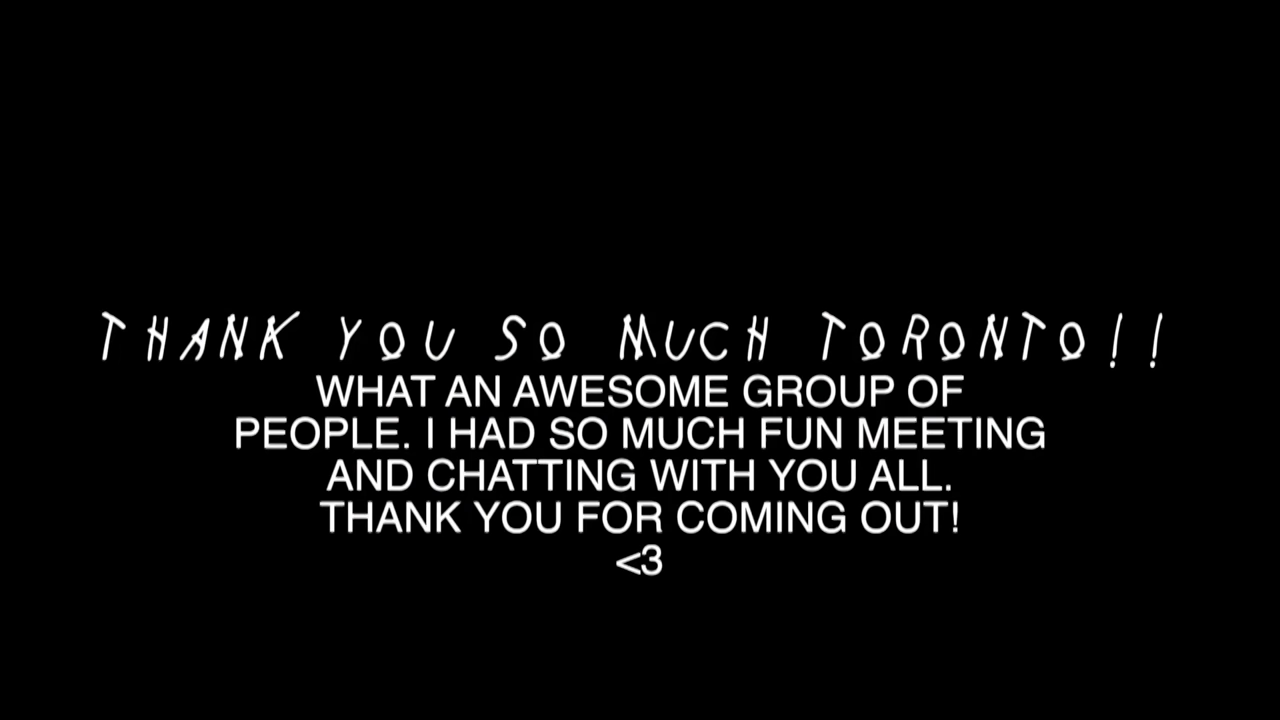 THANK YOU SO MUCH TORONTO!!
WHAT AN AWESOME GROUP OF
PEOPLE. I HAD SO MUCH FUN MEETING
AND CHATTING WITH YOU ALL.
THANK YOU FOR COMING OUT!
<3